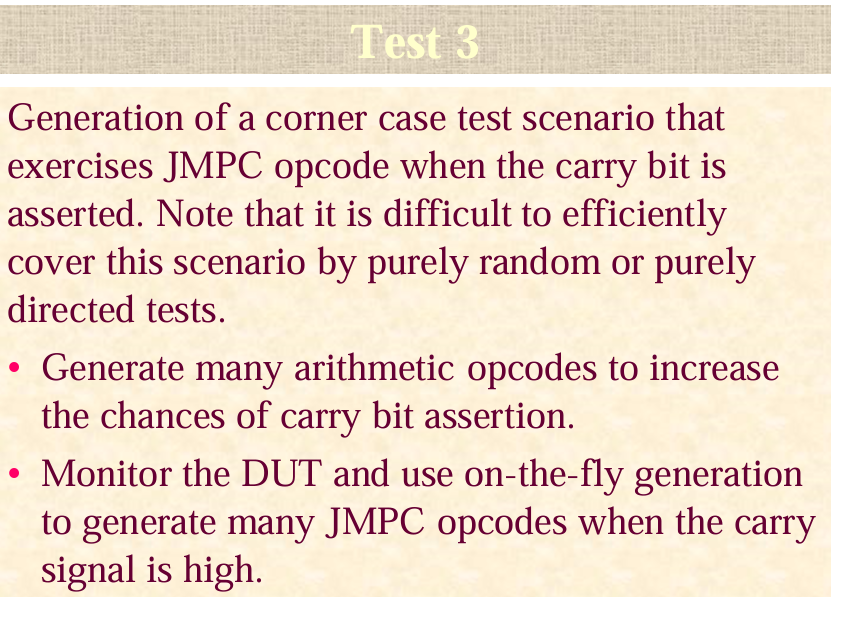 Test 3
Generation of a corner case test scenario that
exercises JMPC opcode when the carry bit is
asserted. Note that it is difficult to efficiently
cover this scenario by purely random or purely
directed tests.
• Generate many arithmetic opcodes to increase
the chances of carry bit assertion.
• Monitor the DUT and use on-the-fly generation
to generate many JMPC opcodes when the carry
signal is high.